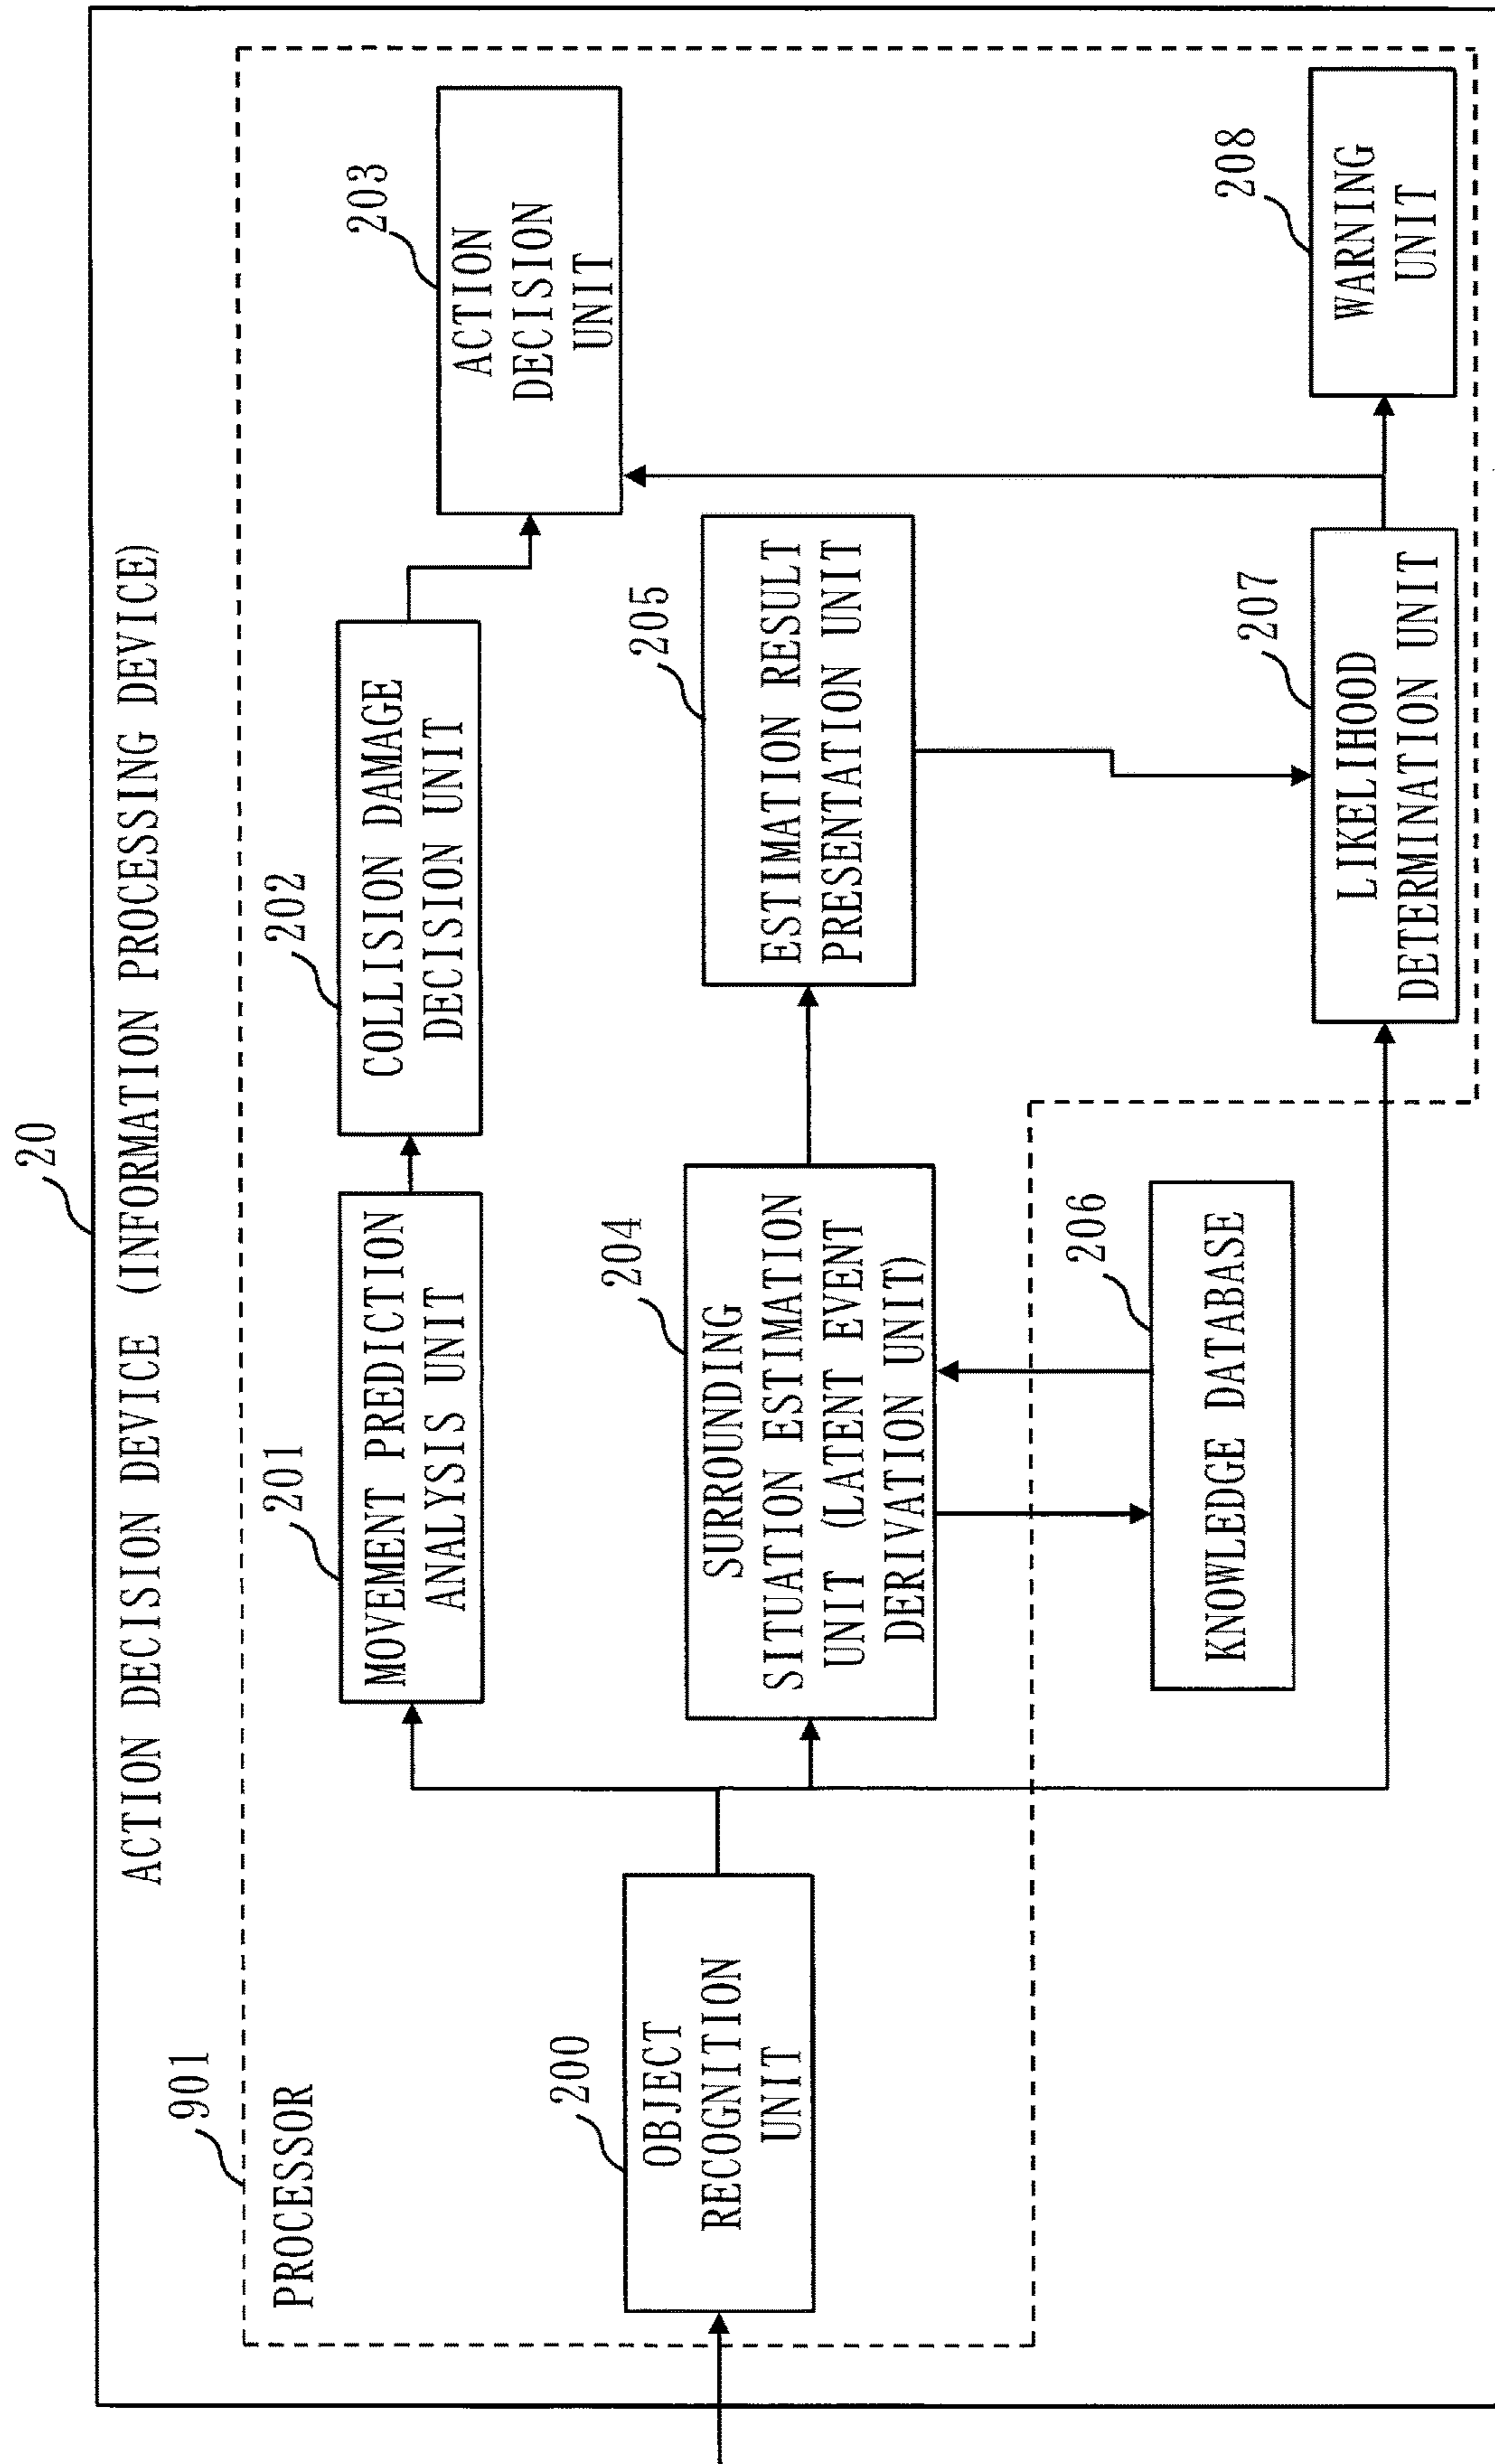 20
ACTION DECISION DEVICE (INFORMATION PROCESSING DEVICE)
901
PROCESSOR
200
OBJECT
RECOGNITION
UNIT
201
MOVEMENT PREDICTION
ANALYSIS UNIT
202
COLLISION DAMAGE
DECISION UNIT
203
ACTION
DECISION
UNIT
204
SURROUNDING
SITUATION ESTIMATION
UNIT (LATENT EVENT
DERIVATION UNIT)
205
ESTIMATION RESULT
PRESENTATION UNIT
206
KNOWLEDGE DATABASE
207
LIKELIHOOD
DETERMINATION UNIT
208
WARNING
UNIT